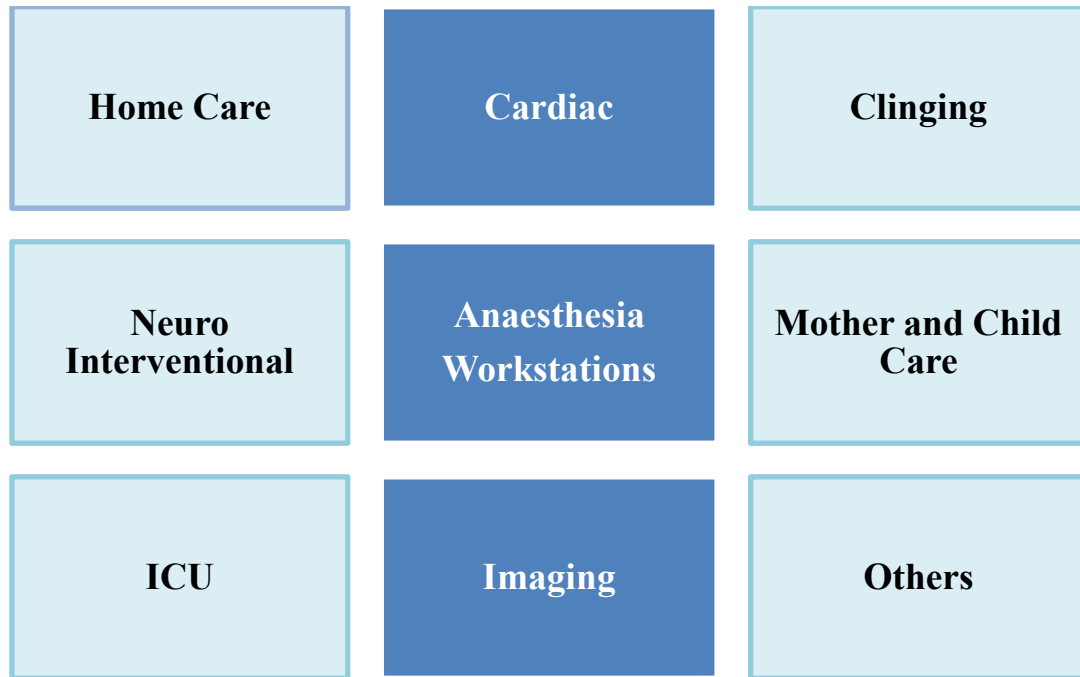 Home Care
Cardiac
Clinging
Neuro
Interventional
Anaesthesia
Workstations
Mother and Child
Care
ICU
Imaging
Others